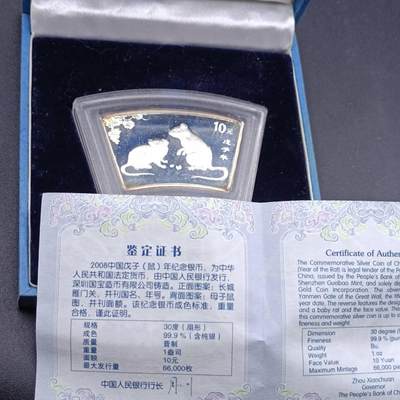 10元
戊子年
鉴定证书
2008中国戊子（鼠）年纪念银币，为中华
人民共和国法定货币，由中国人民银行发行，
深圳国宝造币有限公司铸造。正面图案：长城
雁门关，并刊国名、年号。背面图案：母子鼠
图，并刊面额。该纪念银币成色标准，重量
合格，谨此证明。
规格 30度（扇形）
成色 99.9%（含纯银）
质量 普制
重量 1盎司
面额 10元
最大发行量 66,000枚
中国人民银行行长
Certificate of Authen
The Commemorative Silver Coin of Ch
(Year of the Rat) is legal tender of the P
China, issued by the People's Bank of
Shenzhen Guobao Mint, and solely d
Gold Coin Incorporation. The obver
Yanmen Gate of the Great Wall, the t
year date. The reverse features the desig
and a baby rat and the face value. Th
this commemorative silver coin is up to s
fineness and weight.
Dimension 30 degree (f
Fineness 99.9% (pur
Quality Bu.
Weight 1 oz
Face Value 10 Yuan
Maximum Mintage 66,000 piec
Zhou Xiaochuan
Governor of the People's Bank of C